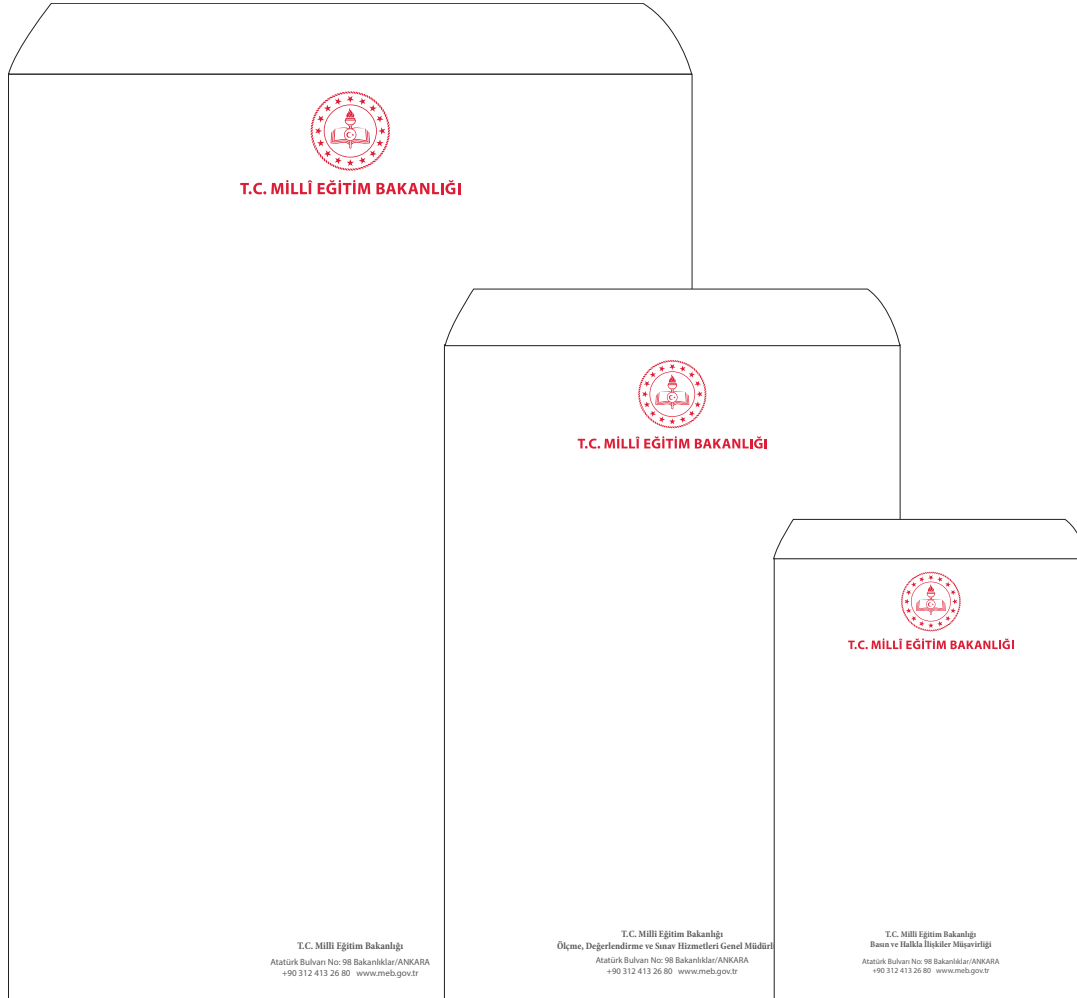 T.C. MİLLÎ EĞİTİM BAKANLIĞI
T.C. Millî Eğitim Bakanlığı
Atatürk Bulvarı No: 98 Bakanlıklar/ANKARA
+90 312 413 26 80 www.meb.gov.tr
T.C. MİLLÎ EĞİTİM BAKANLIĞI
T.C. Millî Eğitim Bakanlığı
Ölçme, Değerlendirme ve Sınav Hizmetleri Genel Müdürl
Atatürk Bulvarı No: 98 Bakanlıklar/ANKARA
+90 312 413 26 80 www.meb.gov.tr
T.C. MİLLÎ EĞİTİM BAKANLIĞI
T.C. Millî Eğitim Bakanlığı
Basın ve Halkla İlişkiler Müşavirliği
Atatürk Bulvarı No: 98 Bakanlıklar/ANKARA
+90 312 413 26 80 www.meb.gov.tr